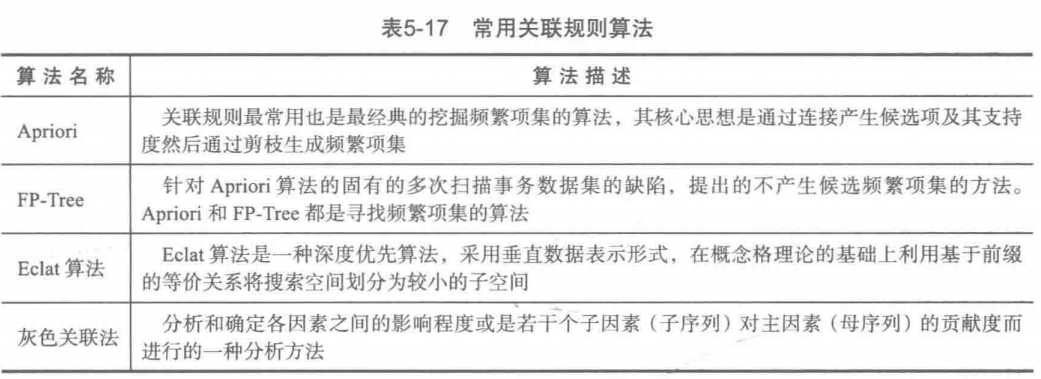 表5-17 常用关联规则算法
算法名称 算法描述
Apriori
关联规则最常用也是最经典的挖掘频繁项集的算法，其核心思想是通过连接产生候选项及其支持
度然后通过剪枝生成频繁项集
FP-Tree
针对 Apriori 算法的固有的多次扫描事务数据集的缺陷，提出的不产生候选频繁项集的方法。
Apriori 和 FP-Tree 都是寻找频繁项集的算法
Eclat 算法
Eclat 算法是一种深度优先算法，采用垂直数据表示形式，在概念格理论的基础上利用基于前缀
的等价关系将搜索空间划分为较小的子空间
灰色关联法
分析和确定各因素之间的影响程度或是若干个子因素（子序列）对主因素（母序列）的贡献度而
进行的一种分析方法